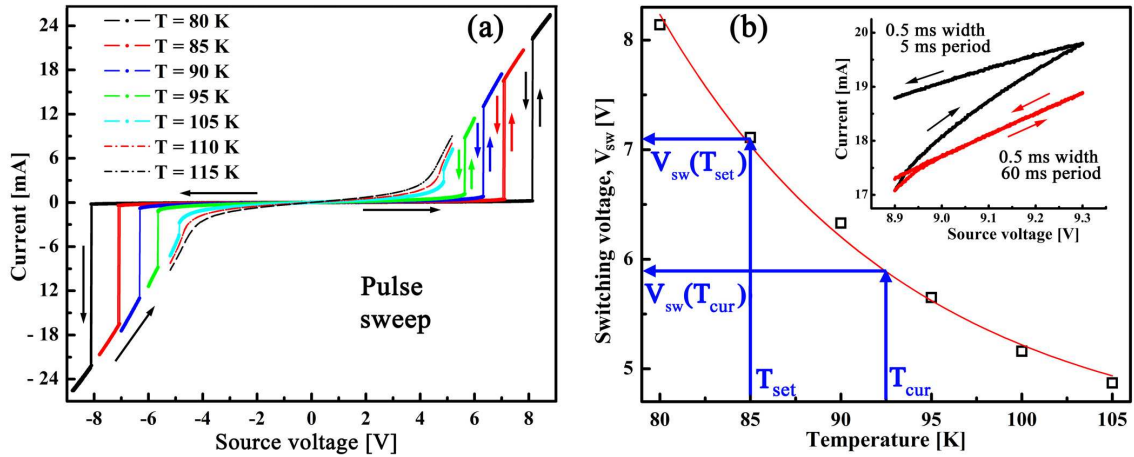 (a)
24
18
12
6
0
6
12
- 18
- 24
Current [mA]
T = 80 K
T = 85 K
T = 90 K
T = 95 K
T = 105 K
T = 110 K
T = 115 K
Pulse
sweep
-8 -6 -4 -2 0 2 4 6 8
Source voltage [V]
(b)
8
7
6
5
Switching voltage, Vsw [V]
Vsw(Tset)
Vsw(Tcur)
Tset
Tcur
80 85 90 95 100 105
Temperature [K]
0.5 ms width
5 ms period
0.5 ms width
60 ms period
20
19
18
17
Current [mA]
8.9 9.0 9.1 9.2 9.3
Source voltage [V]